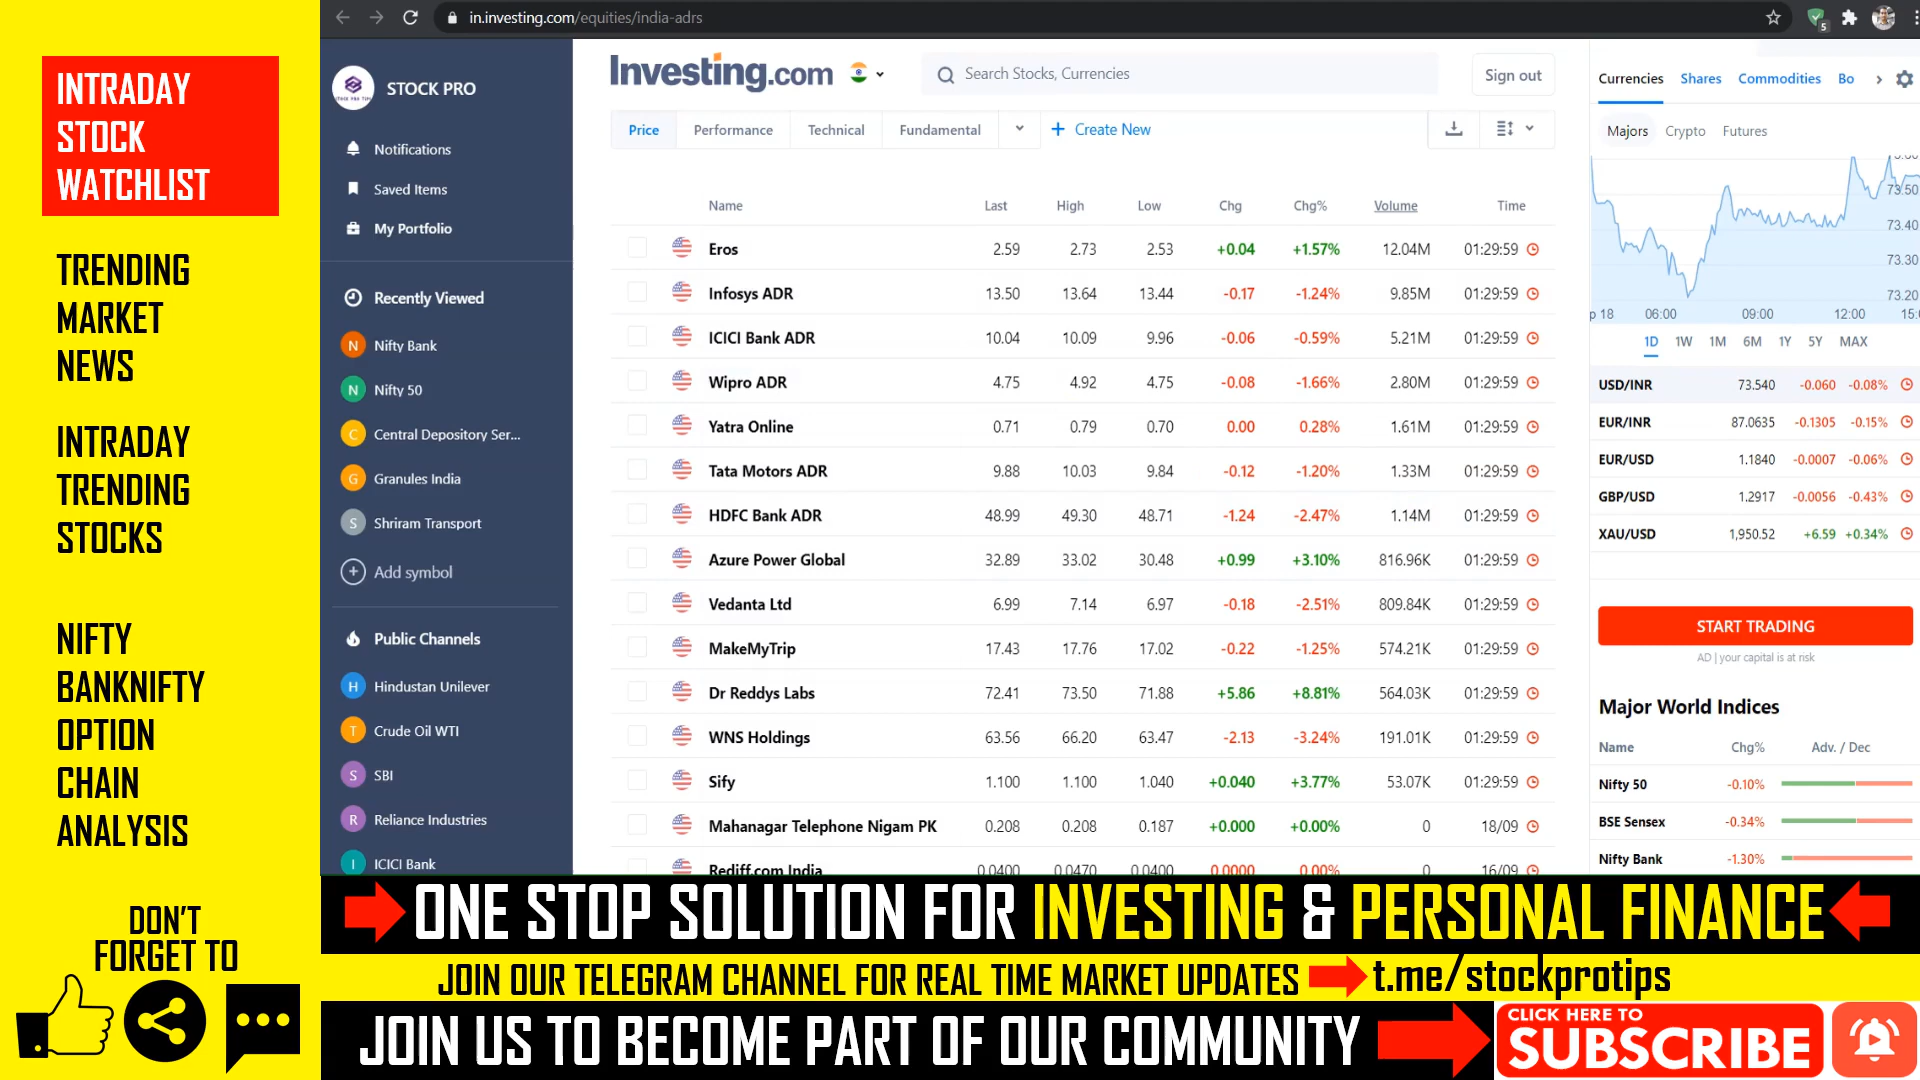 INTRADAY
STOCK
WATCHLIST
TRENDING
MARKET
NEWS
INTRADAY
TRENDING
STOCKS
NIFTY
BANKNIFTY
OPTION
CHAIN
ANALYSIS
DON'T
FORGET TO
in.investing.com/equities/india-adrs
5
STOCK PRO
Notifications
Saved Items
My Portfolio
Recently Viewed
N Nifty Bank
N Nifty 50
C Central Depository Ser...
G Granules India
S Shriram Transport
+ Add symbol
Public Channels
H Hindustan Unilever
T Crude Oil WTI
S SBI
R Reliance Industries
I ICICI Bank
Investing.com
Search Stocks, Currencies
Sign out
Price Performance Technical Fundamental + Create New
Name Last High Low Chg Chg% Volume Time
Eros 2.59 2.73 2.53 +0.04 +1.57% 12.04M 01:29:59
Infosys ADR 13.50 13.64 13.44 -0.17 -1.24% 9.85M 01:29:59
ICICI Bank ADR 10.04 10.09 9.96 -0.06 -0.59% 5.21M 01:29:59
Wipro ADR 4.75 4.92 4.75 -0.08 -1.66% 2.80M 01:29:59
Yatra Online 0.71 0.79 0.70 0.00 0.28% 1.61M 01:29:59
Tata Motors ADR 9.88 10.03 9.84 -0.12 -1.20% 1.33M 01:29:59
HDFC Bank ADR 48.99 49.30 48.71 -1.24 -2.47% 1.14M 01:29:59
Azure Power Global 32.89 33.02 30.48 +0.99 +3.10% 816.96K 01:29:59
Vedanta Ltd 6.99 7.14 6.97 -0.18 -2.51% 809.84K 01:29:59
MakeMyTrip 17.43 17.76 17.02 -0.22 -1.25% 574.21K 01:29:59
Dr Reddys Labs 72.41 73.50 71.88 +5.86 +8.81% 564.03K 01:29:59
WNS Holdings 63.56 66.20 63.47 -2.13 -3.24% 191.01K 01:29:59
Sify 1.100 1.100 1.040 +0.040 +3.77% 53.07K 01:29:59
Mahanagar Telephone Nigam PK 0.208 0.208 0.187 +0.000 +0.00% 0 18/09
Rediff.com India 0.0400 0.0470 0.0400 0.0000 0.00% 0 16/09
Currencies Shares Commodities Bo
Majors Crypto Futures
73.50
73.40
73.30
73.20
p 18 06:00 09:00 12:00 15:0
1D 1W 1M 6M 1Y 5Y MAX
USD/INR 73.540 -0.060 -0.08%
EUR/INR 87.0635 -0.1305 -0.15%
EUR/USD 1.1840 -0.0007 -0.06%
GBP/USD 1.2917 -0.0056 -0.43%
XAU/USD 1,950.52 +6.59 +0.34%
START TRADING
AD | your capital is at risk
Major World Indices
Name Chg% Adv. / Dec
Nifty 50 -0.10%
BSE Sensex -0.34%
Nifty Bank -1.30%
ONE STOP SOLUTION FOR INVESTING & PERSONAL FINANCE
JOIN OUR TELEGRAM CHANNEL FOR REAL TIME MARKET UPDATES t.me/stockprotips
JOIN US TO BECOME PART OF OUR COMMUNITY
CLICK HERE TO
SUBSCRIBE